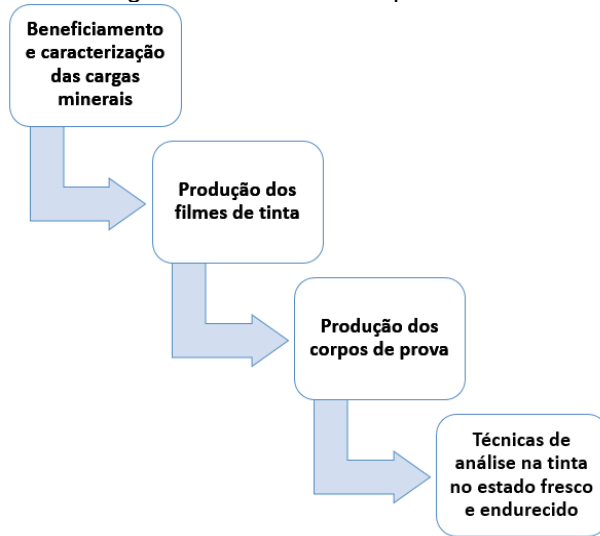 Beneficiamento
e caracterização
das cargas
minerais
Produção dos
filmes de tinta
Produção dos
corpos de prova
Técnicas de
análise na tinta
no estado fresco
e endurecido